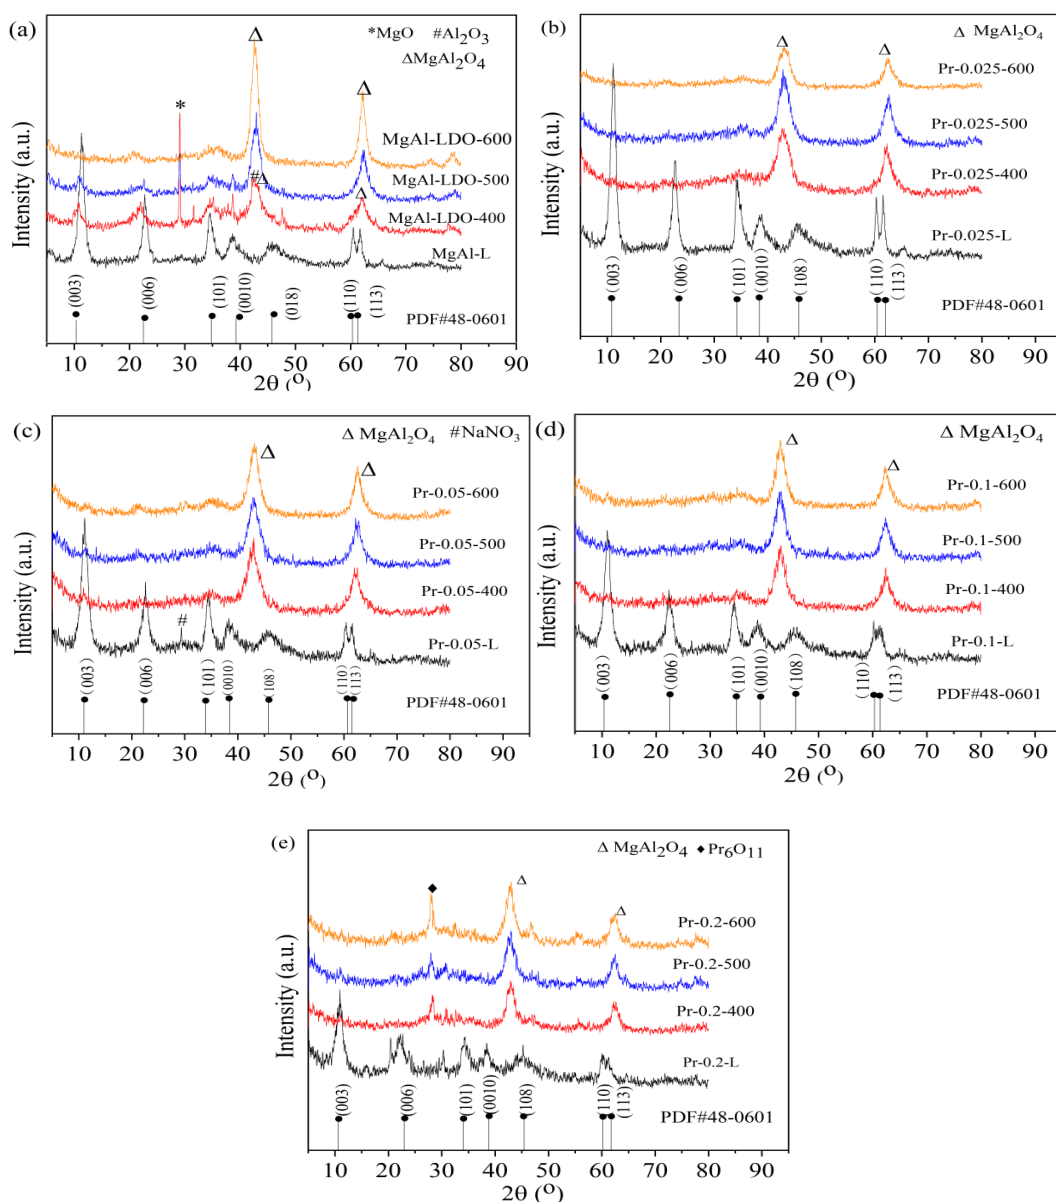 (a)
*MgO #Al2O3
ΔMgAl2O4
Δ
Δ
*
MgAl-LDO-600
MgAl-LDO-500
#Δ
Δ
MgAl-LDO-400
MgAl-L
(003)
(006)
(101)
(0010)
(018)
(110)
(113)
PDF#48-0601
Intensity (a.u.)
10 20 30 40 50 60 70 80 90
2θ (°)
(b)
Δ MgAl2O4
Δ
Δ
Pr-0.025-600
Pr-0.025-500
Pr-0.025-400
Pr-0.025-L
(003)
(006)
(101)
(0010)
(108)
(110)
(113)
PDF#48-0601
Intensity (a.u.)
10 20 30 40 50 60 70 80 90
2θ (°)
(c)
Δ MgAl2O4 #NaNO3
Δ
Δ
Pr-0.05-600
Pr-0.05-500
Pr-0.05-400
#
Pr-0.05-L
(003)
(006)
(101)
(0010)
(108)
(110)
(113)
PDF#48-0601
Intensity (a.u.)
10 20 30 40 50 60 70 80 90
2θ (°)
(d)
Δ MgAl2O4
Δ
Δ
Pr-0.1-600
Pr-0.1-500
Pr-0.1-400
Pr-0.1-L
(003)
(006)
(101)
(0010)
(108)
(110)
(113)
PDF#48-0601
Intensity (a.u.)
10 20 30 40 50 60 70 80 90
2θ (°)
(e)
Δ MgAl2O4 ◆Pr6O11
Δ
Δ
Pr-0.2-600
Pr-0.2-500
Pr-0.2-400
Pr-0.2-L
(003)
(006)
(101)
(0010)
(108)
(110)
(113)
PDF#48-0601
Intensity (a.u.)
10 20 30 40 50 60 70 80 90
2θ (°)